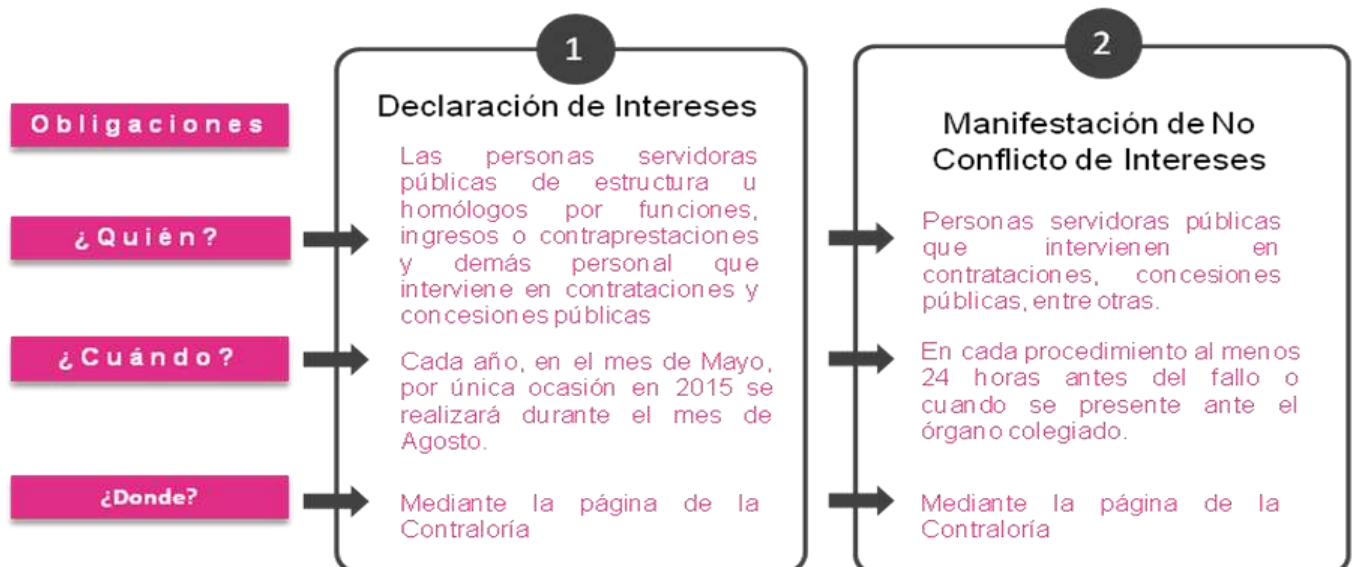 Obligaciones
¿Quién?
¿Cuándo?
¿Donde?
1
Declaración de Intereses
Las personas servidoras
públicas de estructura u
homólogos por funciones,
ingresos o contraprestaciones
y demás personal que
interviene en contrataciones y
concesiones públicas
Cada año, en el mes de Mayo,
por única ocasión en 2015 se
realizará durante el mes de
Agosto.
Mediante la página de la
Contraloría
2
Manifestación de No
Conflicto de Intereses
Personas servidoras públicas
que intervienen en
contrataciones, concesiones
públicas, entre otras.
En cada procedimiento al menos
24 horas antes del fallo o
cuando se presente ante el
órgano colegiado.
Mediante la página de la
Contraloría